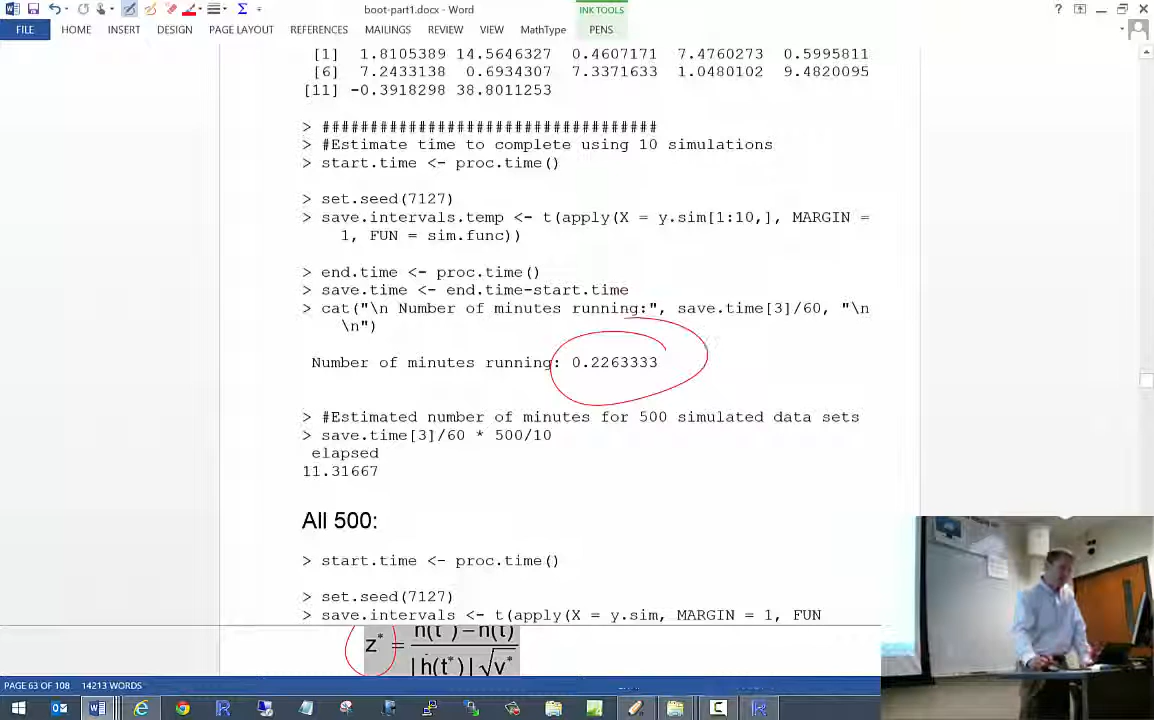 boot-part1.docx - Word
INK TOOLS
FILE HOME INSERT DESIGN PAGE LAYOUT REFERENCES MAILINGS REVIEW VIEW MathType PENS
[1] 1.8105389 14.5646327 0.4607171 7.4760273 0.5995811
[6] 7.2433138 0.6934307 7.3371633 1.0480102 9.4820095
[11] -0.3918298 38.8011253
> ###################################
> #Estimate time to complete using 10 simulations
> start.time <- proc.time()
> set.seed(7127)
> save.intervals.temp <- t(apply(X = y.sim[1:10,], MARGIN =
1, FUN = sim.func))
> end.time <- proc.time()
> save.time <- end.time-start.time
> cat("\n Number of minutes running:", save.time[3]/60, "\n
\n")
Number of minutes running: 0.2263333
> #Estimated number of minutes for 500 simulated data sets
> save.time[3]/60 * 500/10
elapsed
11.31667
All 500:
> start.time <- proc.time()
> set.seed(7127)
> save.intervals <- t(apply(X = y.sim, MARGIN = 1, FUN
z* = h(t*) – h(t)
|ḣ(t*)|√v*
PAGE 63 OF 108 14213 WORDS